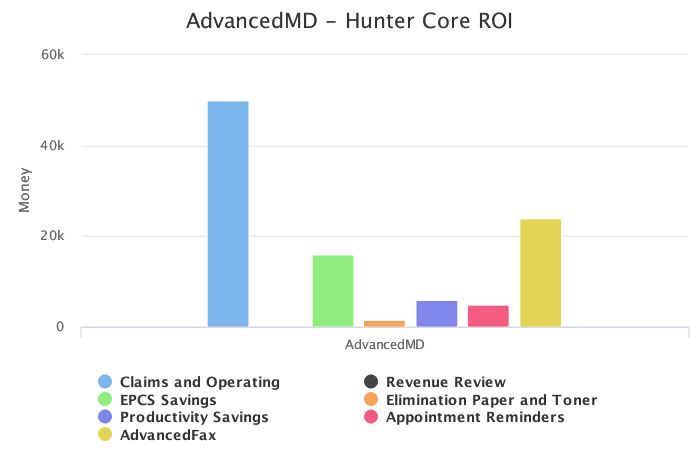 AdvancedMD - Hunter Core ROI
60k
40k
20k
0
Money
AdvancedMD
Claims and Operating
Revenue Review
EPCS Savings
Elimination Paper and Toner
Productivity Savings
Appointment Reminders
AdvancedFax